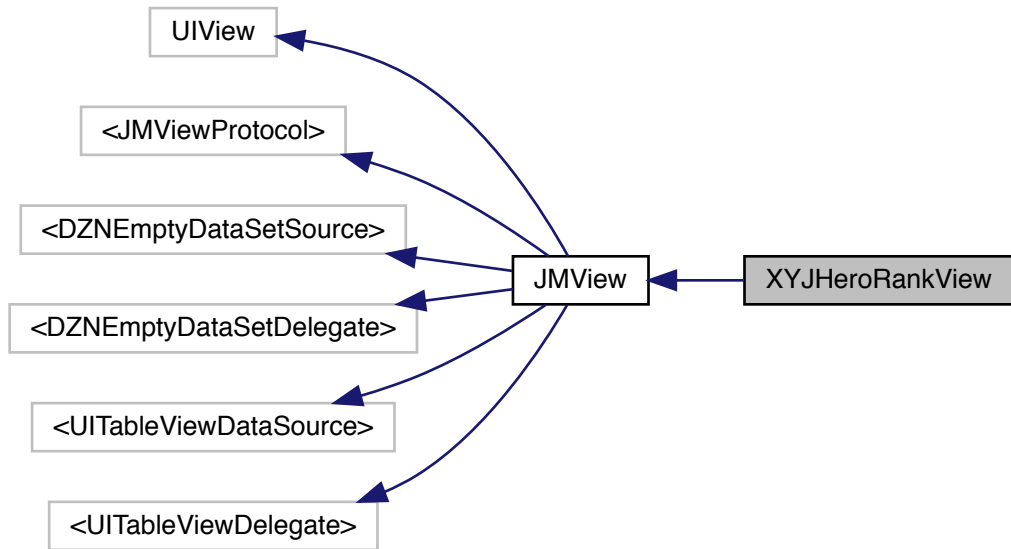 UIView
<JMViewProtocol>
<DZNEmptyDataSetSource>
JMView
XYJHeroRankView
<DZNEmptyDataSetDelegate>
<UITableViewDataSource>
<UITableViewDelegate>